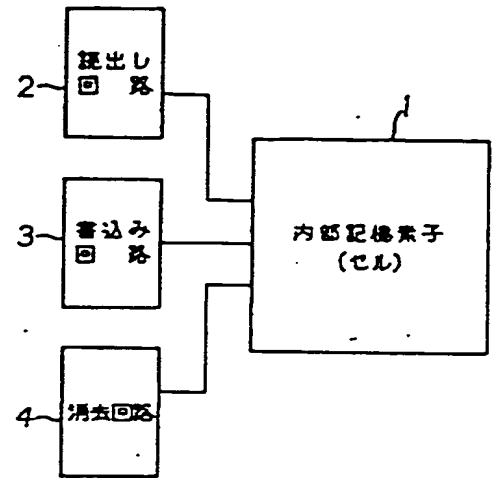 読出し
2 回 路
1
書込み
3 回 路
内部記憶素子
(セル)
4 消去回路